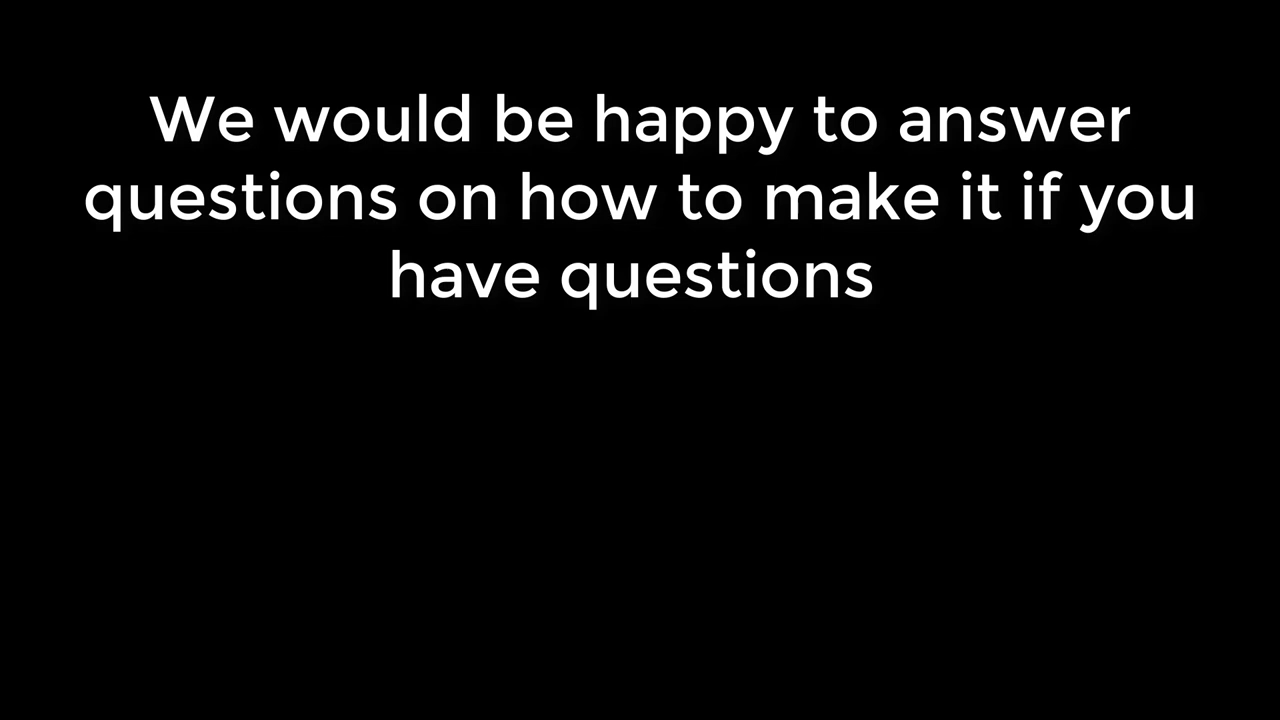 We would be happy to answer
questions on how to make it if you
have questions